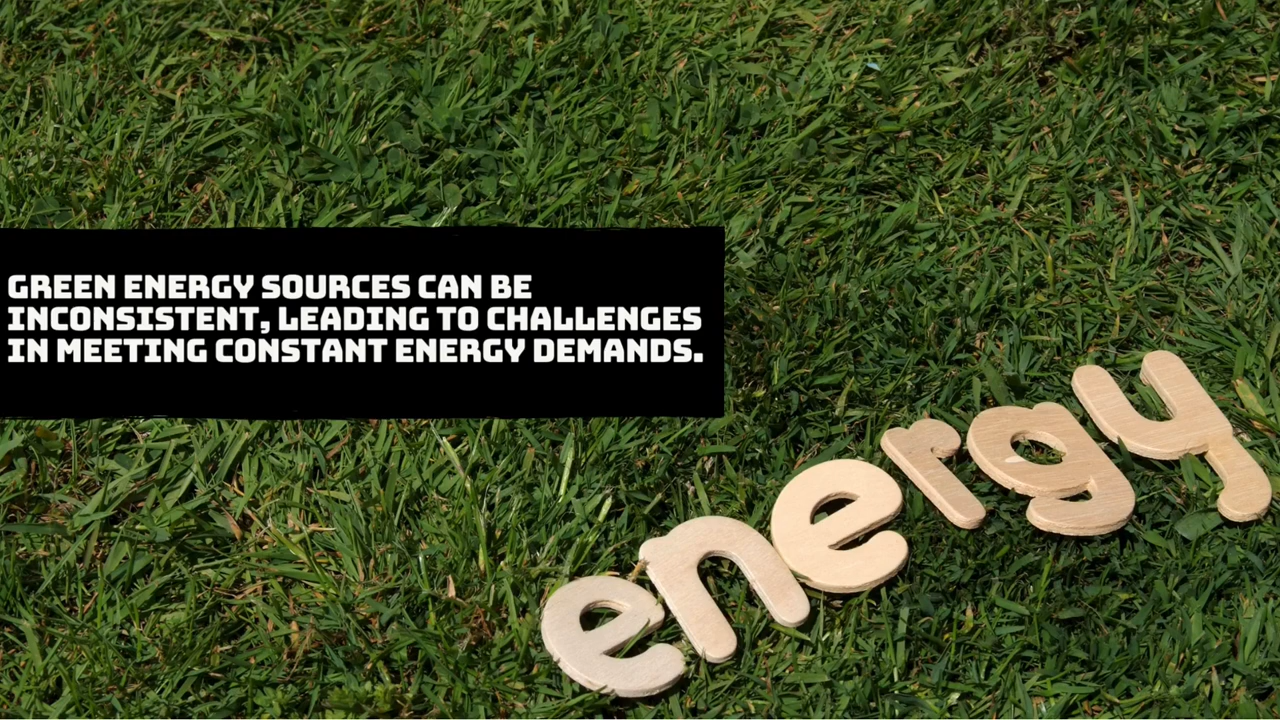 GREEN ENERGY SOURCES CAN BE
INCONSISTENT, LEADING TO CHALLENGES
IN MEETING CONSTANT ENERGY DEMANDS.
energy